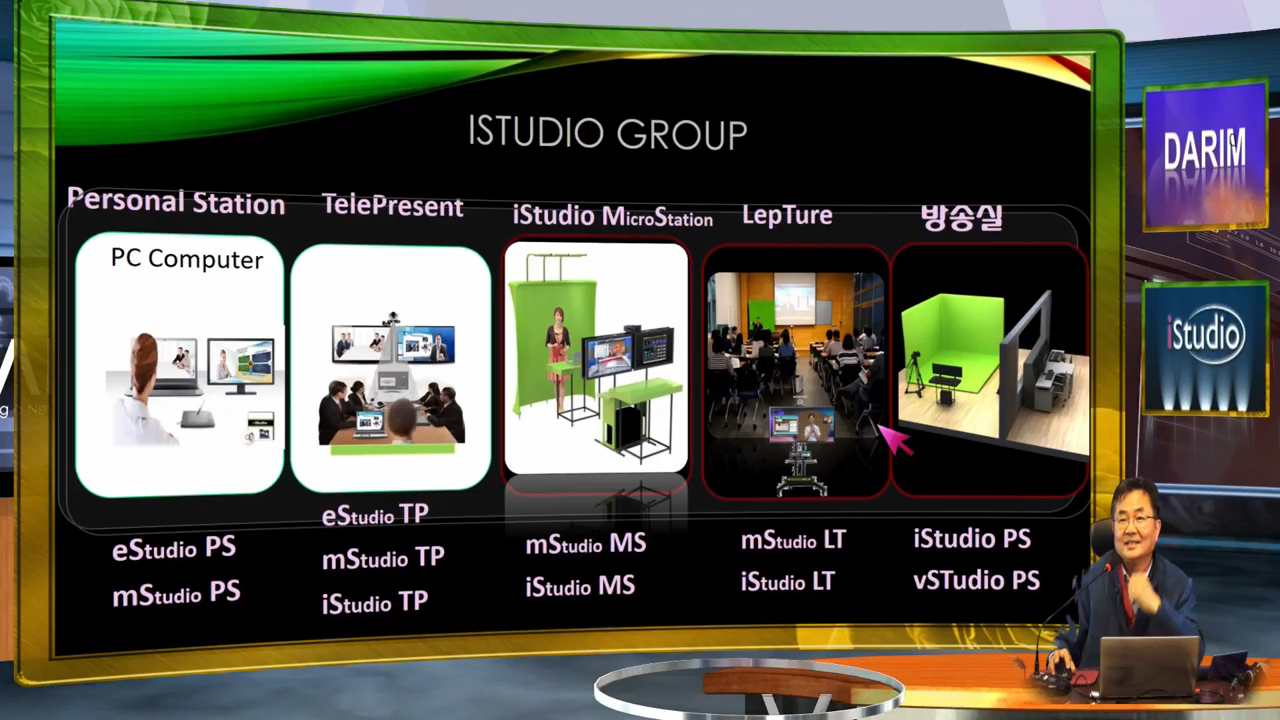 ISTUDIO GROUP
Personal Station
TelePresent
iStudio MicroStation
LepTure
방송실
PC Computer
eStudio PS
mStudio PS
eStudio TP
mStudio TP
iStudio TP
mStudio MS
iStudio MS
mStudio LT
iStudio LT
iStudio PS
vSTudio PS
DARIM
iStudio